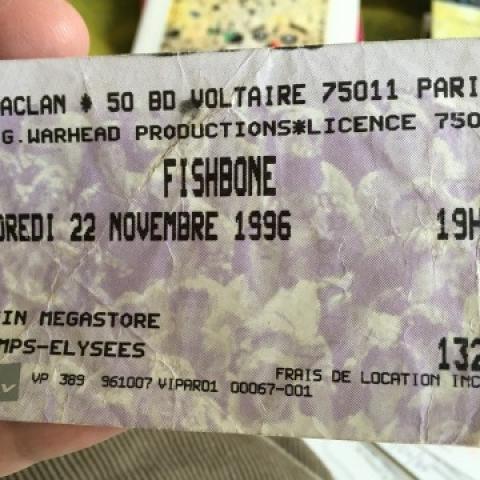 ACLAN * 50 BD VOLTAIRE 75011 PARI
G.WARHEAD PRODUCTIONS*LICENCE 750
FISHBONE
DREDI 22 NOVEMBRE 1996 19H
IN MEGASTORE
MPS-ELYSEES 132
VP 389 961007 VIPAR01 00067-001 FRAIS DE LOCATION INC